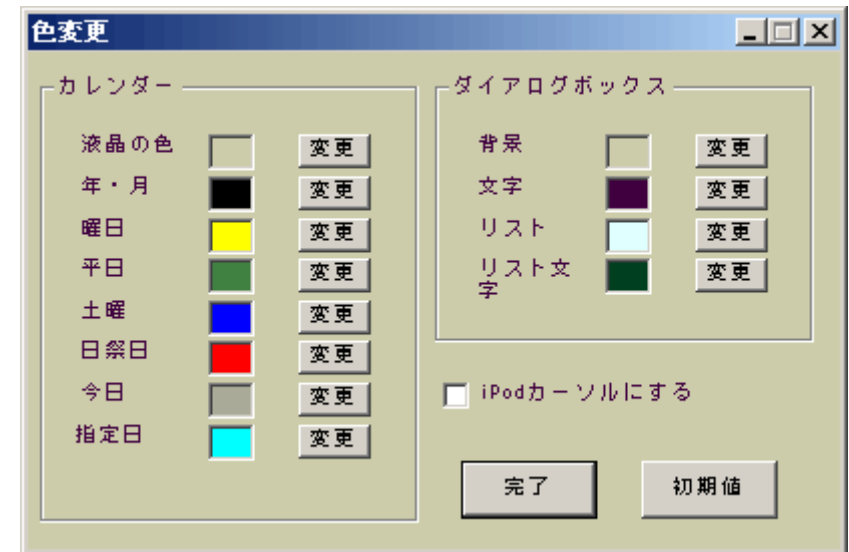 色変更
カレンダー
液晶の色 変更
年・月 変更
曜日 変更
平日 変更
土曜 変更
日祭日 変更
今日 変更
指定日 変更
ダイアログボックス
背景 変更
文字 変更
リスト 変更
リスト文
字 変更
iPodカーソルにする
完了 初期値